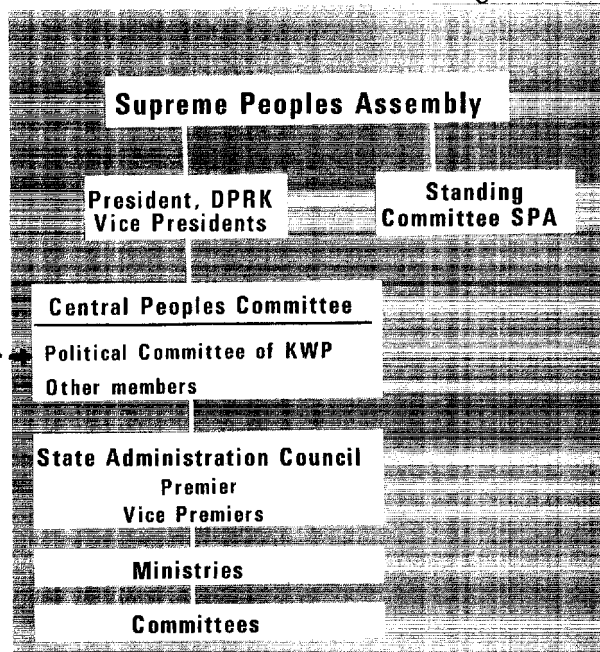 Supreme Peoples Assembly
President, DPRK
Vice Presidents
Standing
Committee SPA
Central Peoples Committee
Political Committee of KWP
Other members
State Administration Council
Premier
Vice Premiers
Ministries
Committees